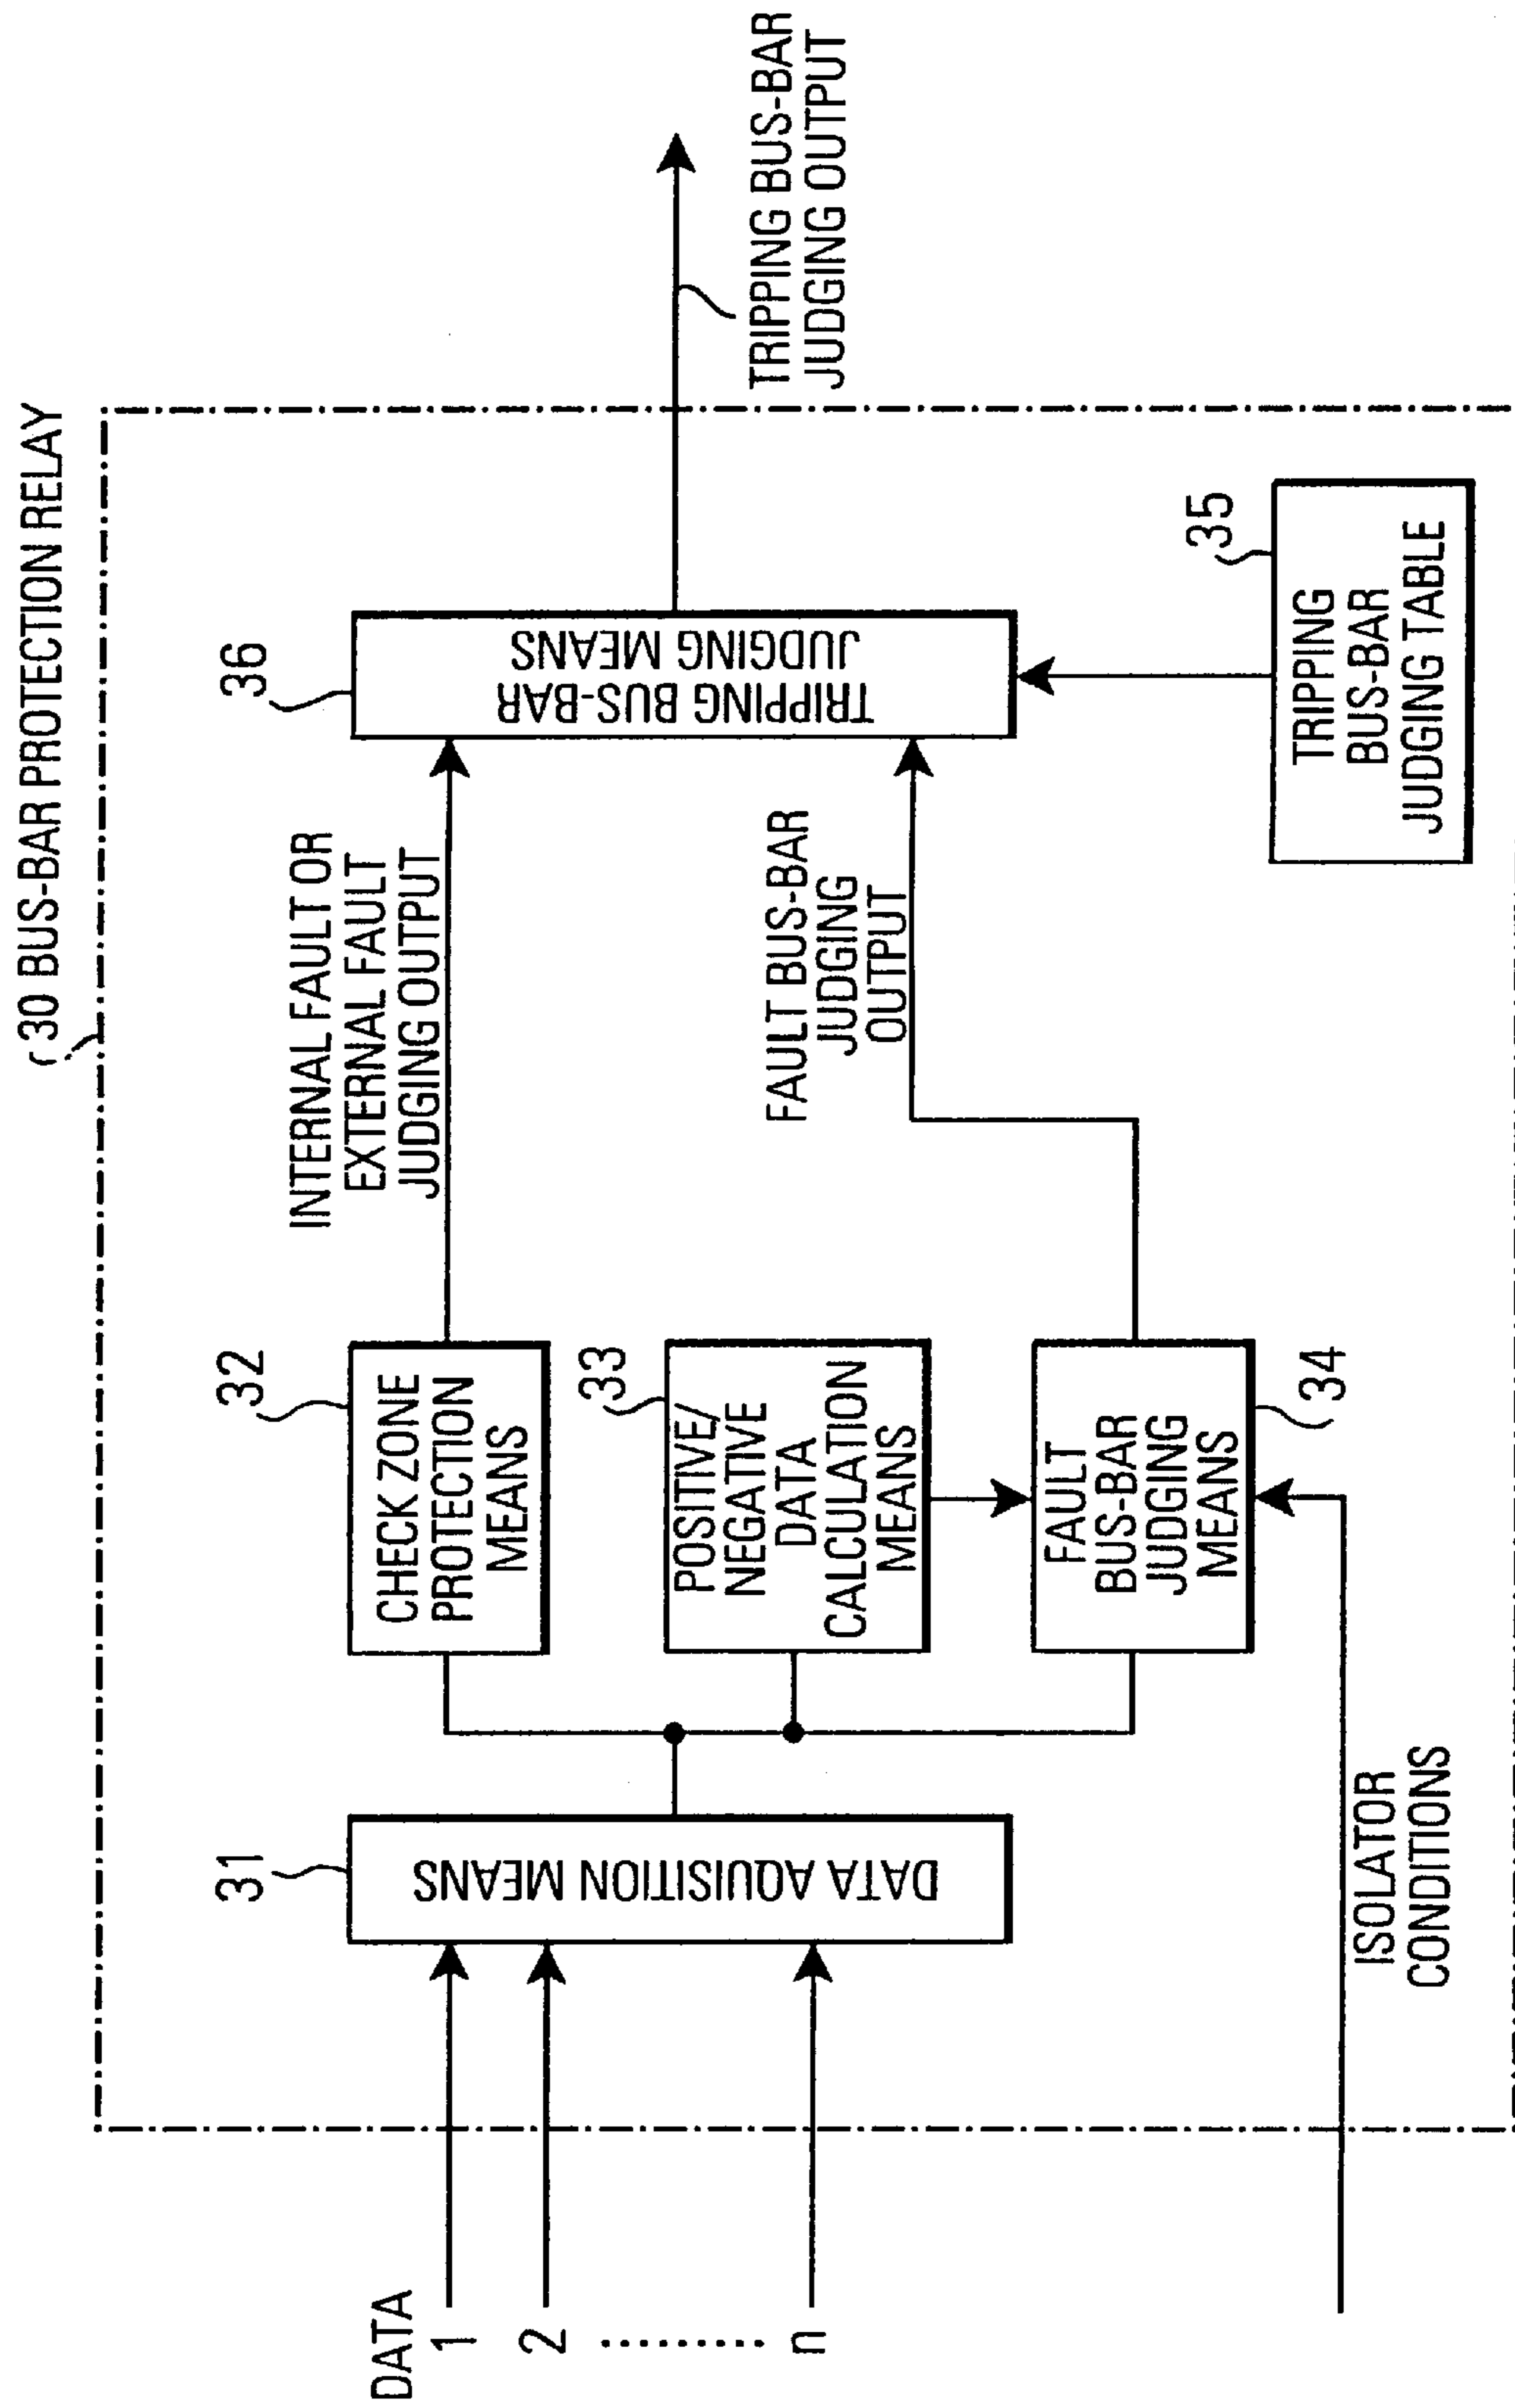 30 BUS-BAR PROTECTION RELAY
DATA
1
2
n
31
DATA AQUISITION MEANS
32
CHECK ZONE
PROTECTION
MEANS
33
POSITIVE/
NEGATIVE
DATA
CALCULATION
MEANS
FAULT
BUS-BAR
JUDGING
MEANS
34
ISOLATOR
CONDITIONS
INTERNAL FAULT OR
EXTERNAL FAULT
JUDGING OUTPUT
FAULT BUS-BAR
JUDGING
OUTPUT
36
TRIPPING BUS-BAR
JUDGING MEANS
35
TRIPPING
BUS-BAR
JUDGING TABLE
TRIPPING BUS-BAR
JUDGING OUTPUT